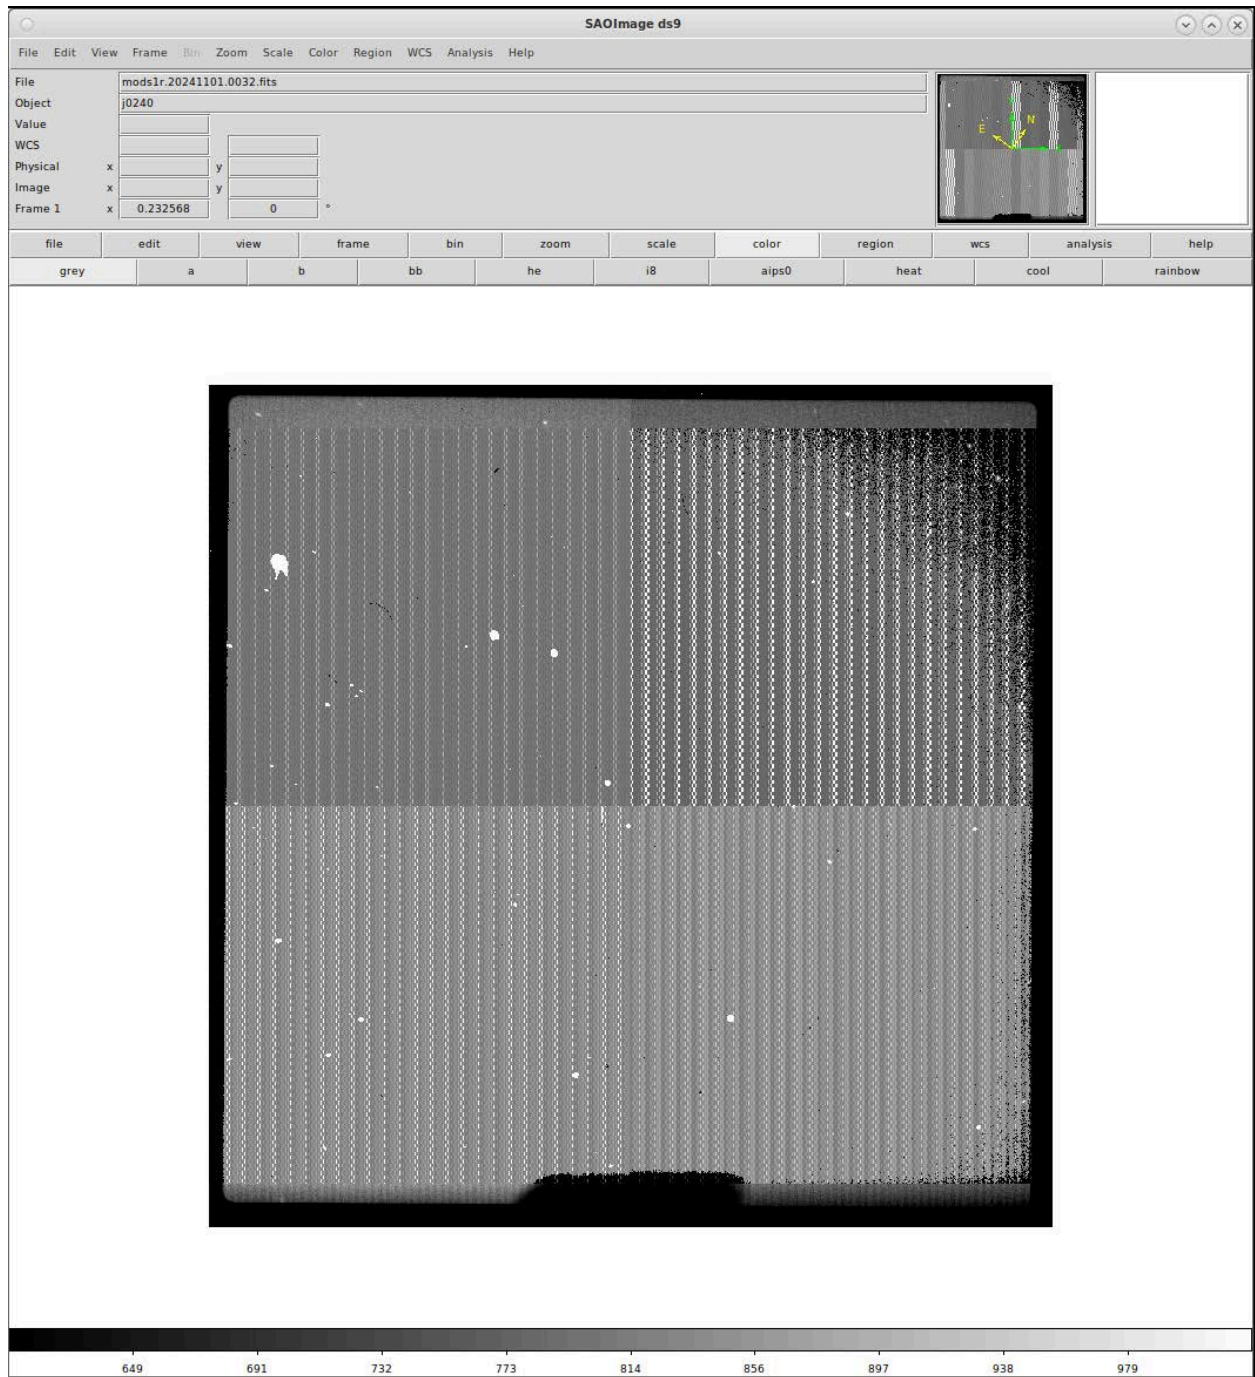 SAOImage ds9
File Edit View Frame Bin Zoom Scale Color Region WCS Analysis Help
File mods1r.20241101.0032.fits
Object j0240
Value
WCS
Physical x y
Image x y
Frame 1 x 0.232568 0 °
E N
file edit view frame bin zoom scale color region wcs analysis help
grey a b bb he i8 aips0 heat cool rainbow
649 691 732 773 814 856 897 938 979